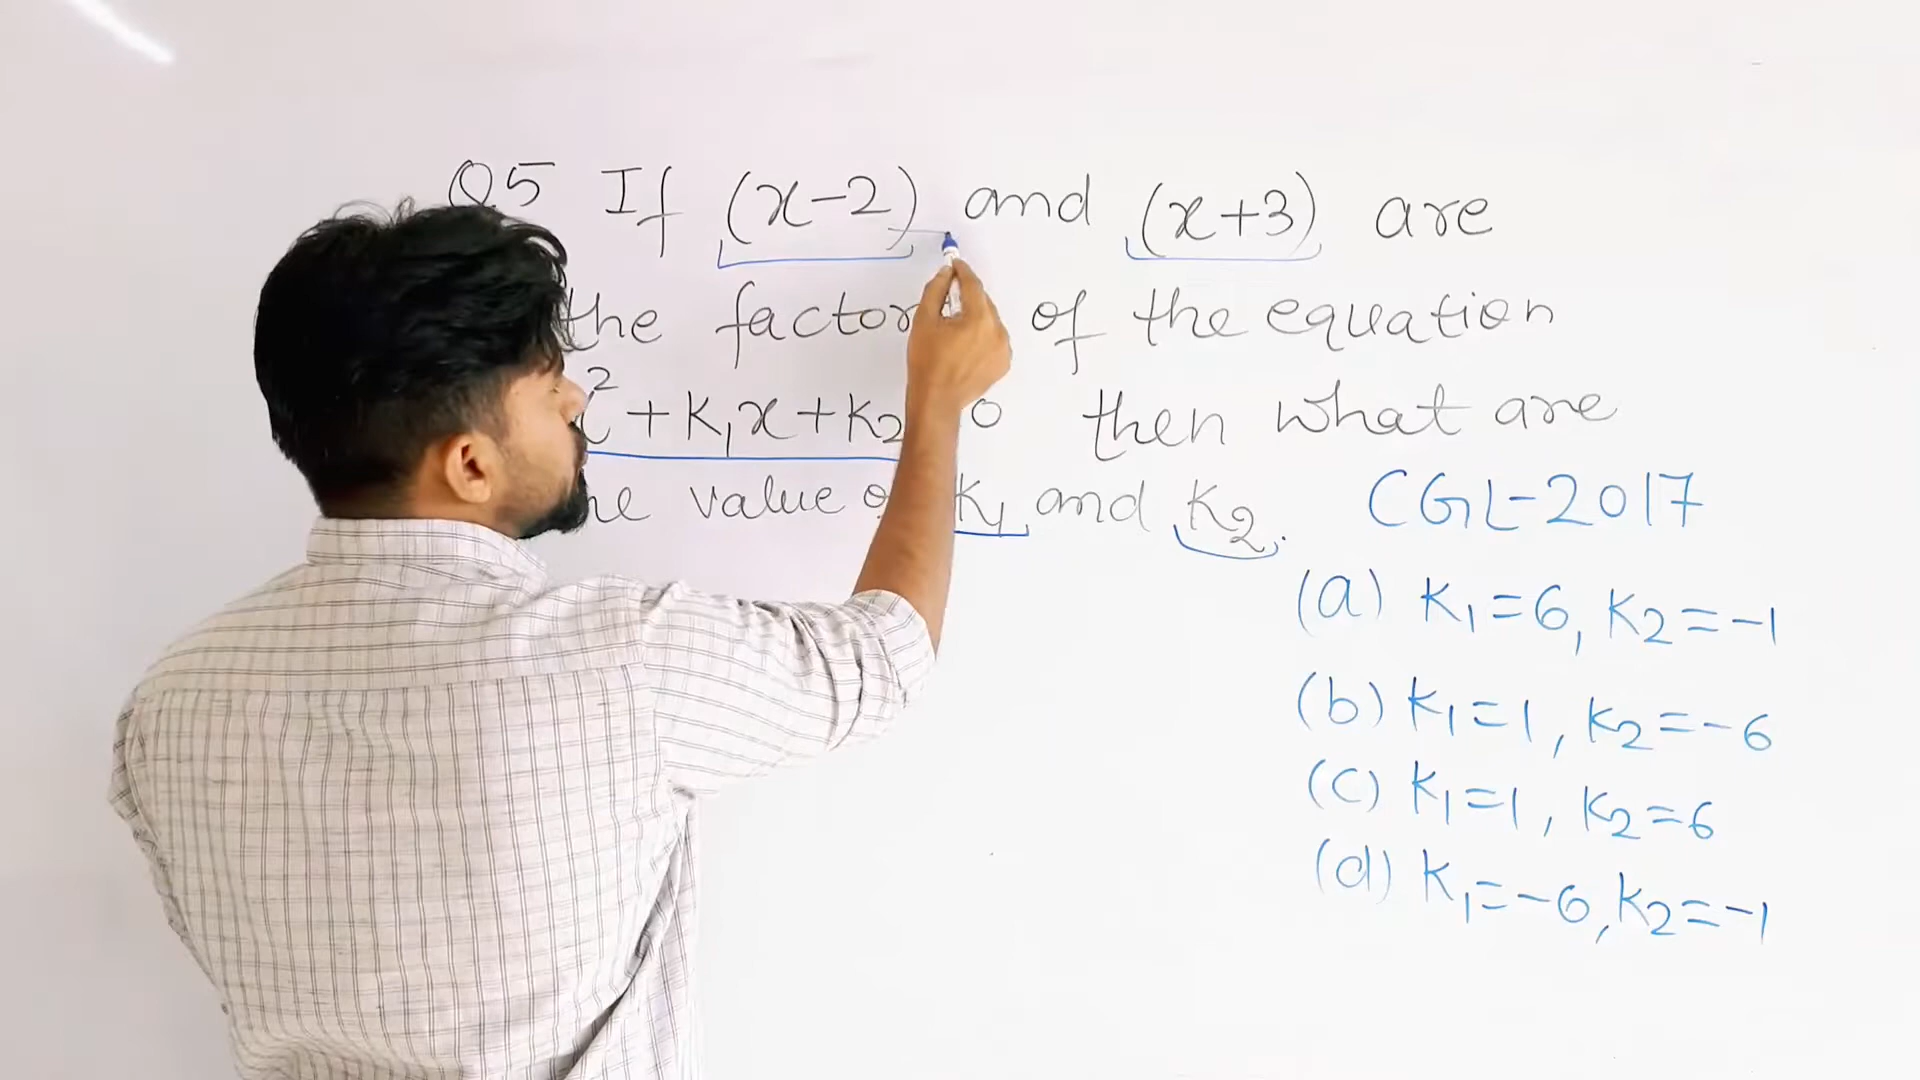 Q5 If (x-2) and (x+3) are
the factor of the equation
² + K₁x + K₂ 0 then what are
value K₁ and K₂.
CGL-2017
(a) K₁=6, K₂=-1
(b) K₁=1, K₂=-6
(c) K₁=1, K₂=6
(d) K₁=-6, K₂=-1